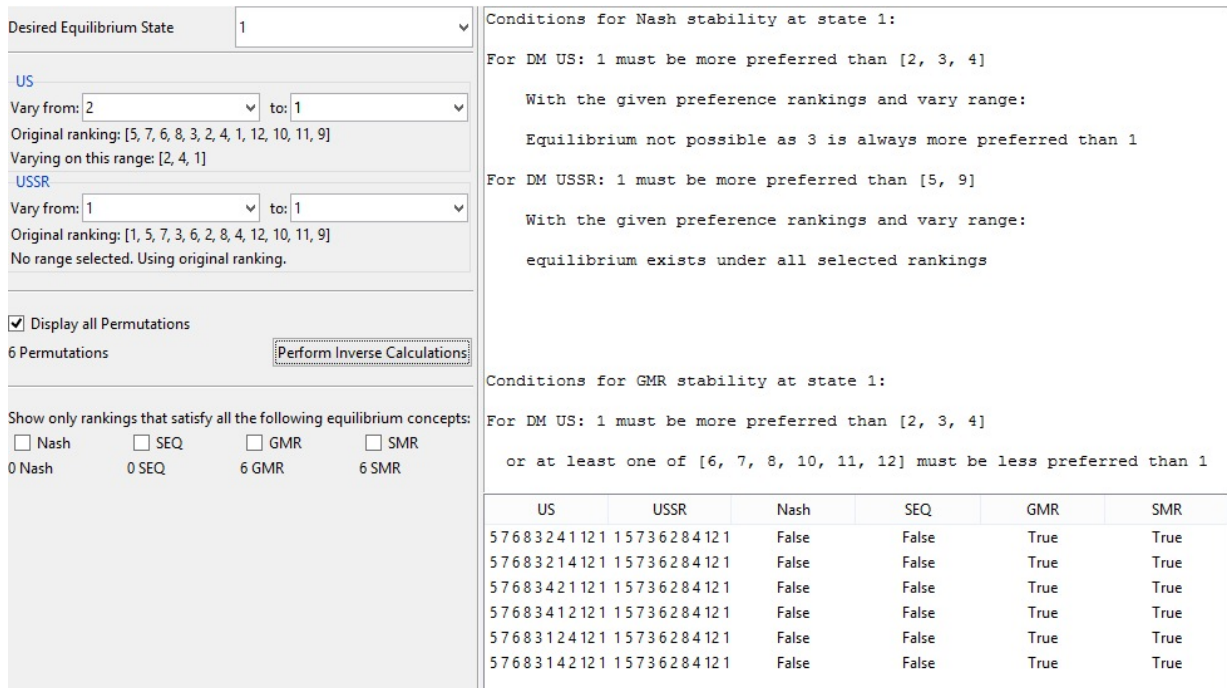 Desired Equilibrium State 1
US
Vary from: 2 to: 1
Original ranking: [5, 7, 6, 8, 3, 2, 4, 1, 12, 10, 11, 9]
Varying on this range: [2, 4, 1]
USSR
Vary from: 1 to: 1
Original ranking: [1, 5, 7, 3, 6, 2, 8, 4, 12, 10, 11, 9]
No range selected. Using original ranking.
Display all Permutations
6 Permutations Perform Inverse Calculations
Show only rankings that satisfy all the following equilibrium concepts:
Nash SEQ GMR SMR
0 Nash 0 SEQ 6 GMR 6 SMR
Conditions for Nash stability at state 1:
For DM US: 1 must be more preferred than [2, 3, 4]
With the given preference rankings and vary range:
Equilibrium not possible as 3 is always more preferred than 1
For DM USSR: 1 must be more preferred than [5, 9]
With the given preference rankings and vary range:
equilibrium exists under all selected rankings
Conditions for GMR stability at state 1:
For DM US: 1 must be more preferred than [2, 3, 4]
or at least one of [6, 7, 8, 10, 11, 12] must be less preferred than 1
US USSR Nash SEQ GMR SMR
5 7 6 8 3 2 4 1 12 1 1 5 7 3 6 2 8 4 12 1 False False True True
5 7 6 8 3 2 1 4 12 1 1 5 7 3 6 2 8 4 12 1 False False True True
5 7 6 8 3 4 2 1 12 1 1 5 7 3 6 2 8 4 12 1 False False True True
5 7 6 8 3 4 1 2 12 1 1 5 7 3 6 2 8 4 12 1 False False True True
5 7 6 8 3 1 2 4 12 1 1 5 7 3 6 2 8 4 12 1 False False True True
5 7 6 8 3 1 4 2 12 1 1 5 7 3 6 2 8 4 12 1 False False True True